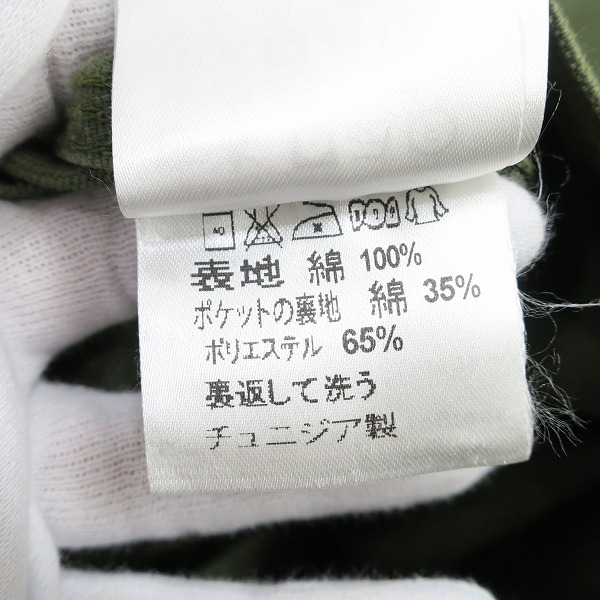 表地 綿 100%
ポケットの裏地 綿 35%
ポリエステル 65%
裏返して洗う
チュニジア製